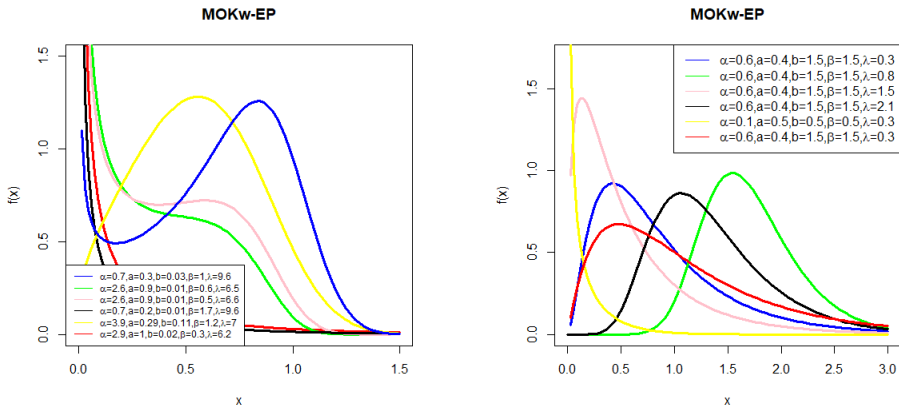 MOKw-EP
f(x)
1.5
1.0
0.5
0.0
α=0.7,a=0.3,b=0.03,β=1,λ=9.6
α=2.6,a=0.9,b=0.01,β=0.6,λ=6.5
α=2.6,a=0.9,b=0.01,β=0.5,λ=6.6
α=0.7,a=0.2,b=0.01,β=1.7,λ=9.6
α=3.9,a=0.29,b=0.11,β=1.2,λ=7
α=2.9,a=1,b=0.02,β=0.3,λ=6.2
0.0 0.5 1.0 1.5
x
MOKw-EP
f(x)
1.5
1.0
0.5
0.0
α=0.6,a=0.4,b=1.5,β=1.5,λ=0.3
α=0.6,a=0.4,b=1.5,β=1.5,λ=0.8
α=0.6,a=0.4,b=1.5,β=1.5,λ=1.5
α=0.6,a=0.4,b=1.5,β=1.5,λ=2.1
α=0.1,a=0.5,b=0.5,β=0.5,λ=0.3
α=0.6,a=0.4,b=1.5,β=1.5,λ=0.3
0.0 0.5 1.0 1.5 2.0 2.5 3.0
x